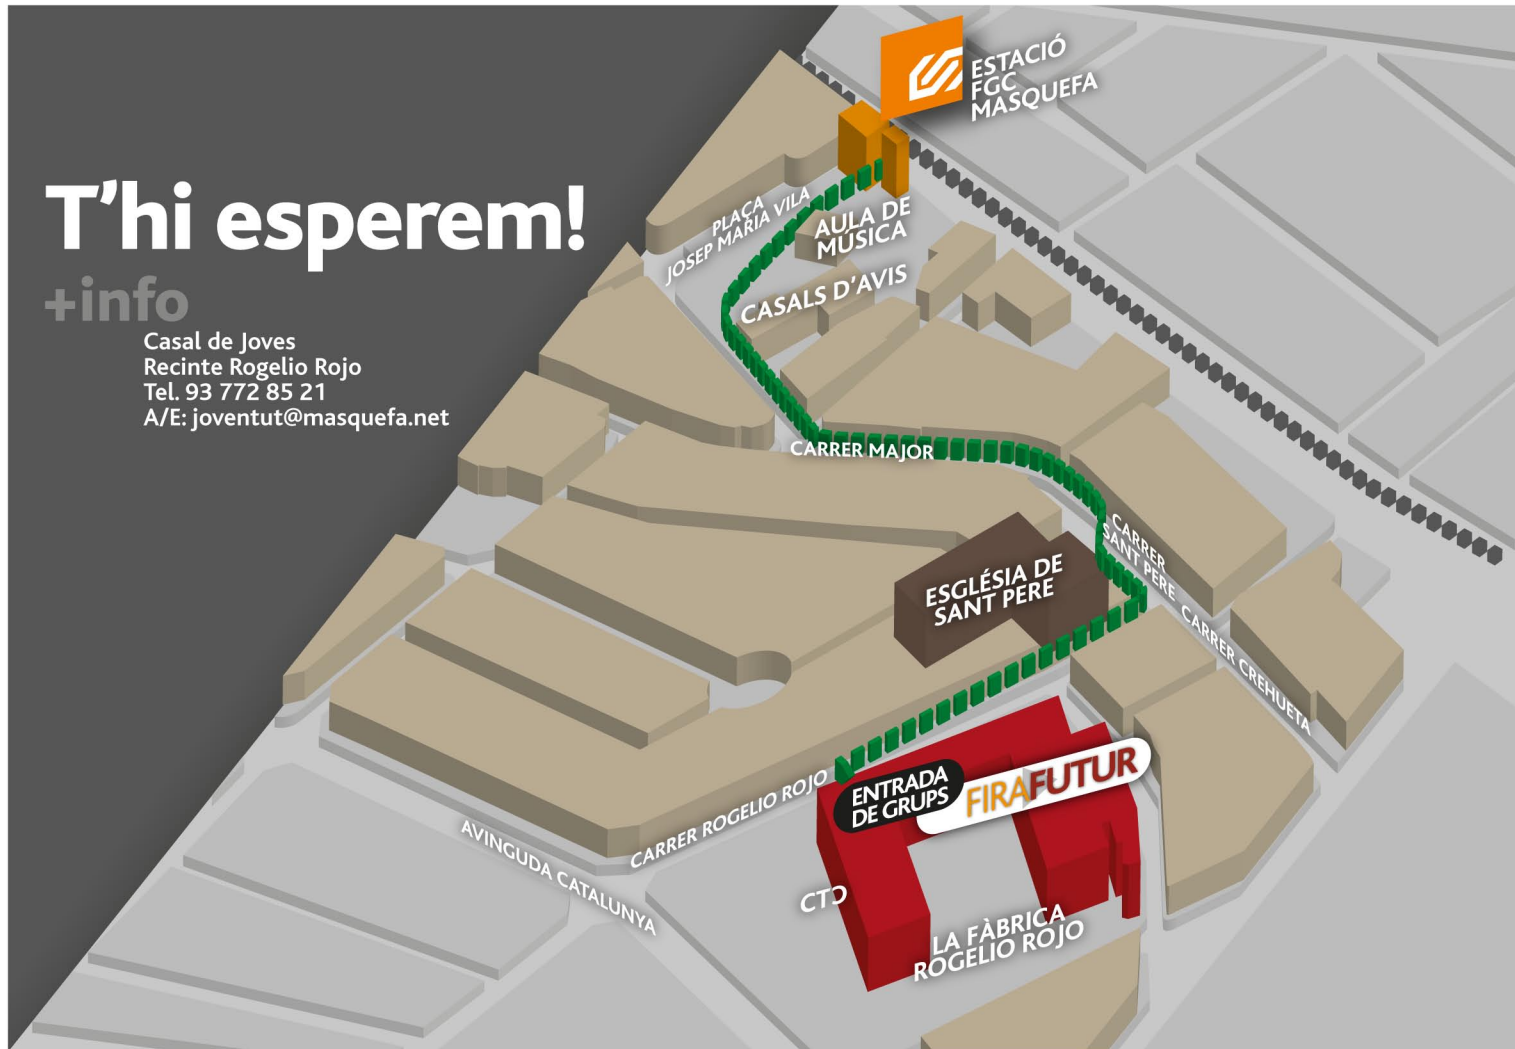 T'hi esperem!
+info
Casal de Joves
Recinte Rogelio Rojo
Tel. 93 772 85 21
A/E: joventut@masquefa.net
ESTACIÓ
FGC
MASQUEFA
PLAÇA
JOSEP MARIA VILA
AULA DE
MÚSICA
CASALS D'AVIS
CARRER MAJOR
CARRER
SANT PERE
ESGLÉSIA DE
SANT PERE
CARRER CREHUETA
ENTRADA
DE GRUPS
FIRAFUTUR
CARRER ROGELIO ROJO
AVINGUDA CATALUNYA
CTC
LA FÀBRICA
ROGELIO ROJO